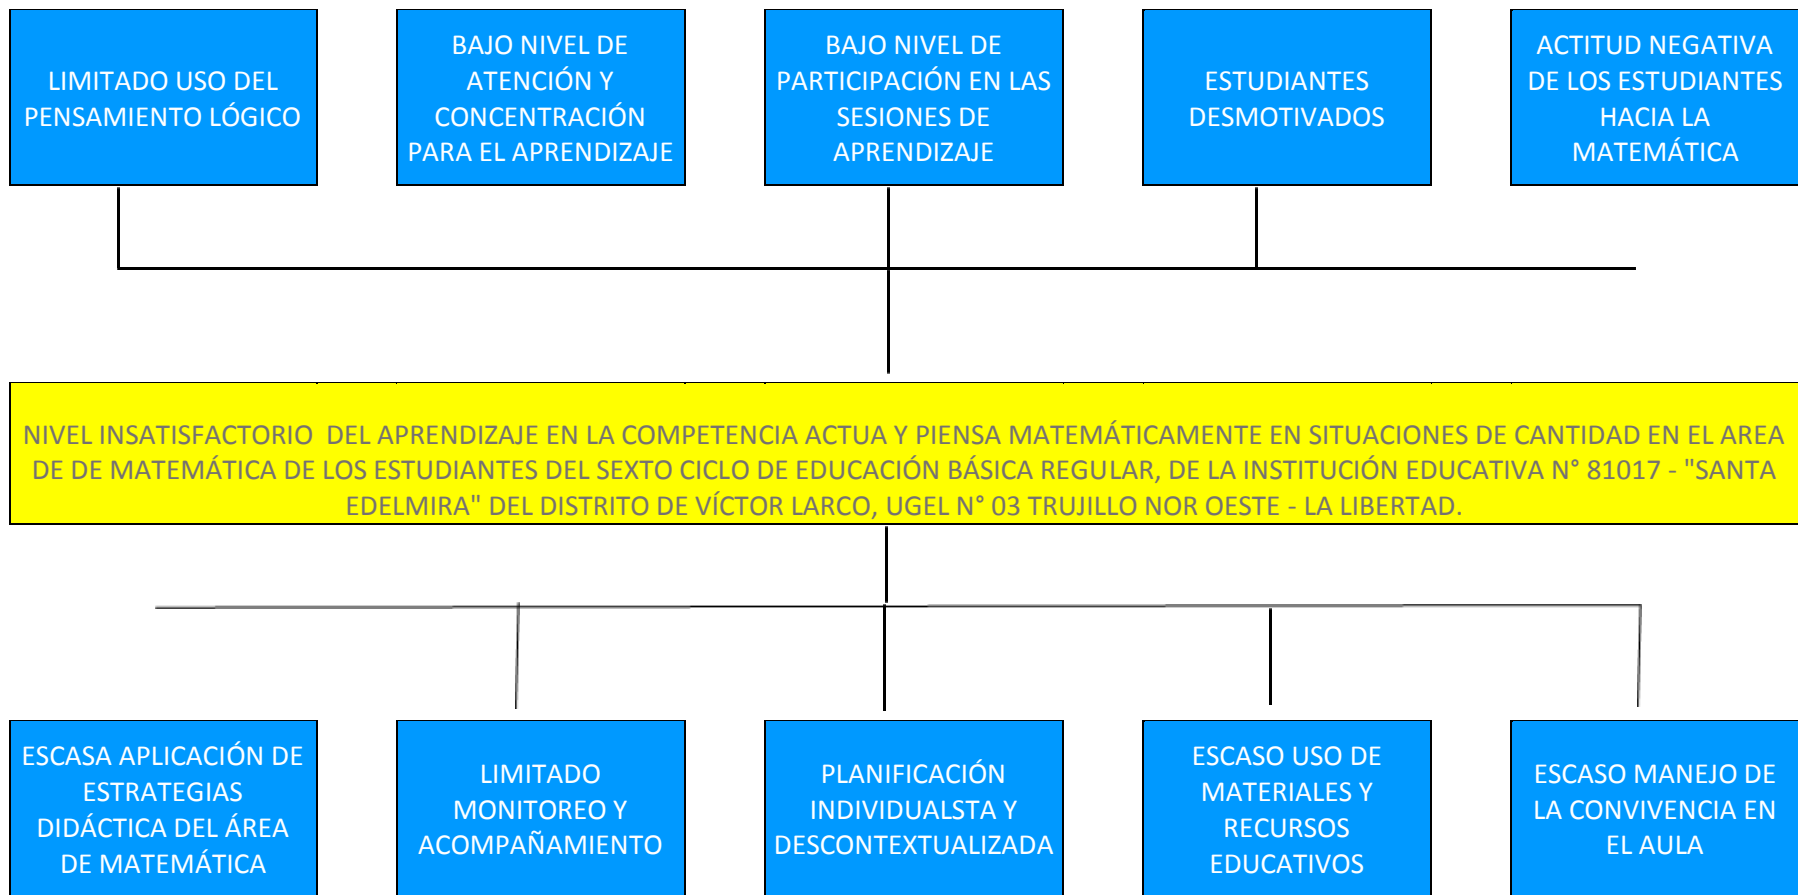 LIMITADO USO DEL
PENSAMIENTO LÓGICO
BAJO NIVEL DE
ATENCIÓN Y
CONCENTRACIÓN
PARA EL APRENDIZAJE
BAJO NIVEL DE
PARTICIPACIÓN EN LAS
SESIONES DE
APRENDIZAJE
ESTUDIANTES
DESMOTIVADOS
ACTITUD NEGATIVA
DE LOS ESTUDIANTES
HACIA LA
MATEMÁTICA
NIVEL INSATISFACTORIO  DEL APRENDIZAJE EN LA COMPETENCIA ACTUA Y PIENSA MATEMÁTICAMENTE EN SITUACIONES DE CANTIDAD EN EL AREA
DE DE MATEMÁTICA DE LOS ESTUDIANTES DEL SEXTO CICLO DE EDUCACIÓN BÁSICA REGULAR, DE LA INSTITUCIÓN EDUCATIVA N° 81017 - "SANTA
EDELMIRA" DEL DISTRITO DE VÍCTOR LARCO, UGEL N° 03 TRUJILLO NOR OESTE - LA LIBERTAD.
ESCASA APLICACIÓN DE
ESTRATEGIAS
DIDÁCTICA DEL ÁREA
DE MATEMÁTICA
LIMITADO
MONITOREO Y
ACOMPAÑAMIENTO
PLANIFICACIÓN
INDIVIDUALSTA Y
DESCONTEXTUALIZADA
ESCASO USO DE
MATERIALES Y
RECURSOS
EDUCATIVOS
ESCASO MANEJO DE
LA CONVIVENCIA EN
EL AULA